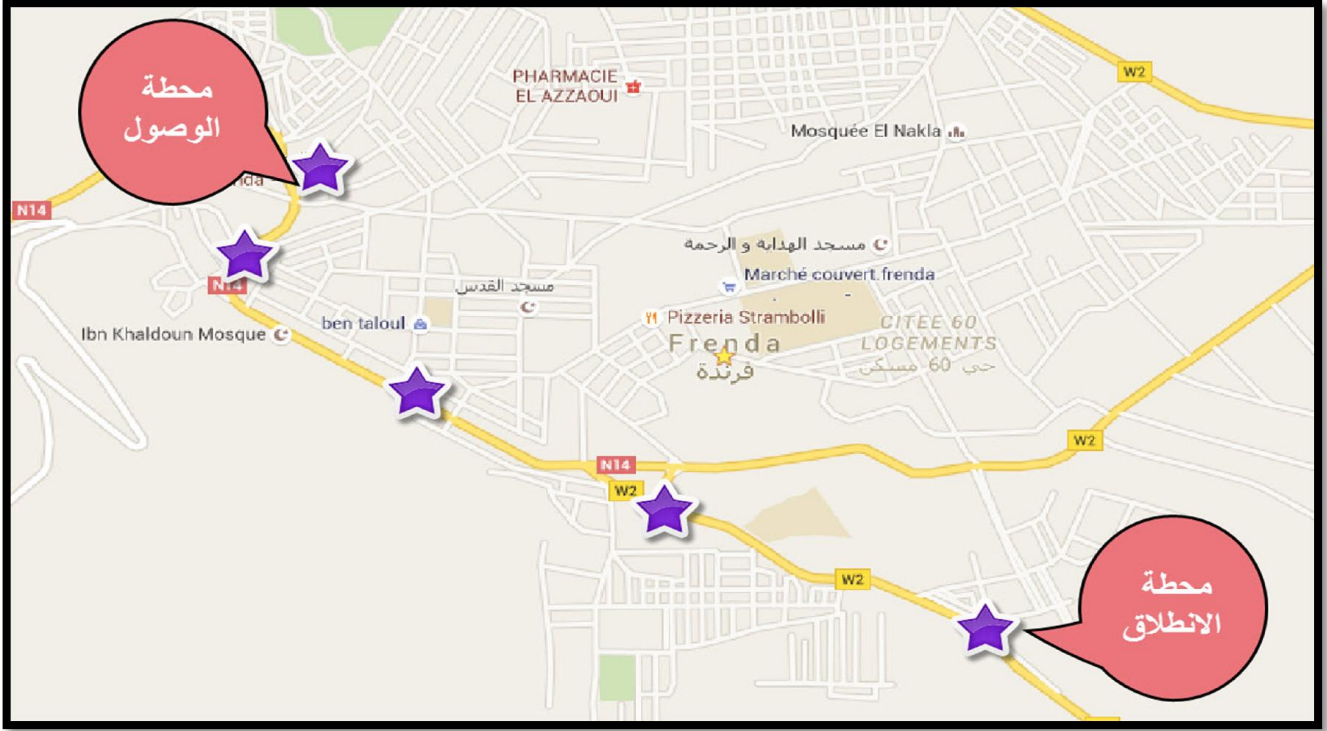 محطة
الوصول
PHARMACIE
EL AZZAOUI
W2
Mosquée El Nakla
nda
N14
مسجد الهداية و الرحمة
Marché couvert frenda
N14
مسجد القدس
ben taloul
Ibn Khaldoun Mosque
Pizzeria Strambolli
CITEE 60
LOGEMENTS
حي 60 مسكن
Frenda
فرندة
W2
N14
W2
W2
محطة
الانطلاق
W2